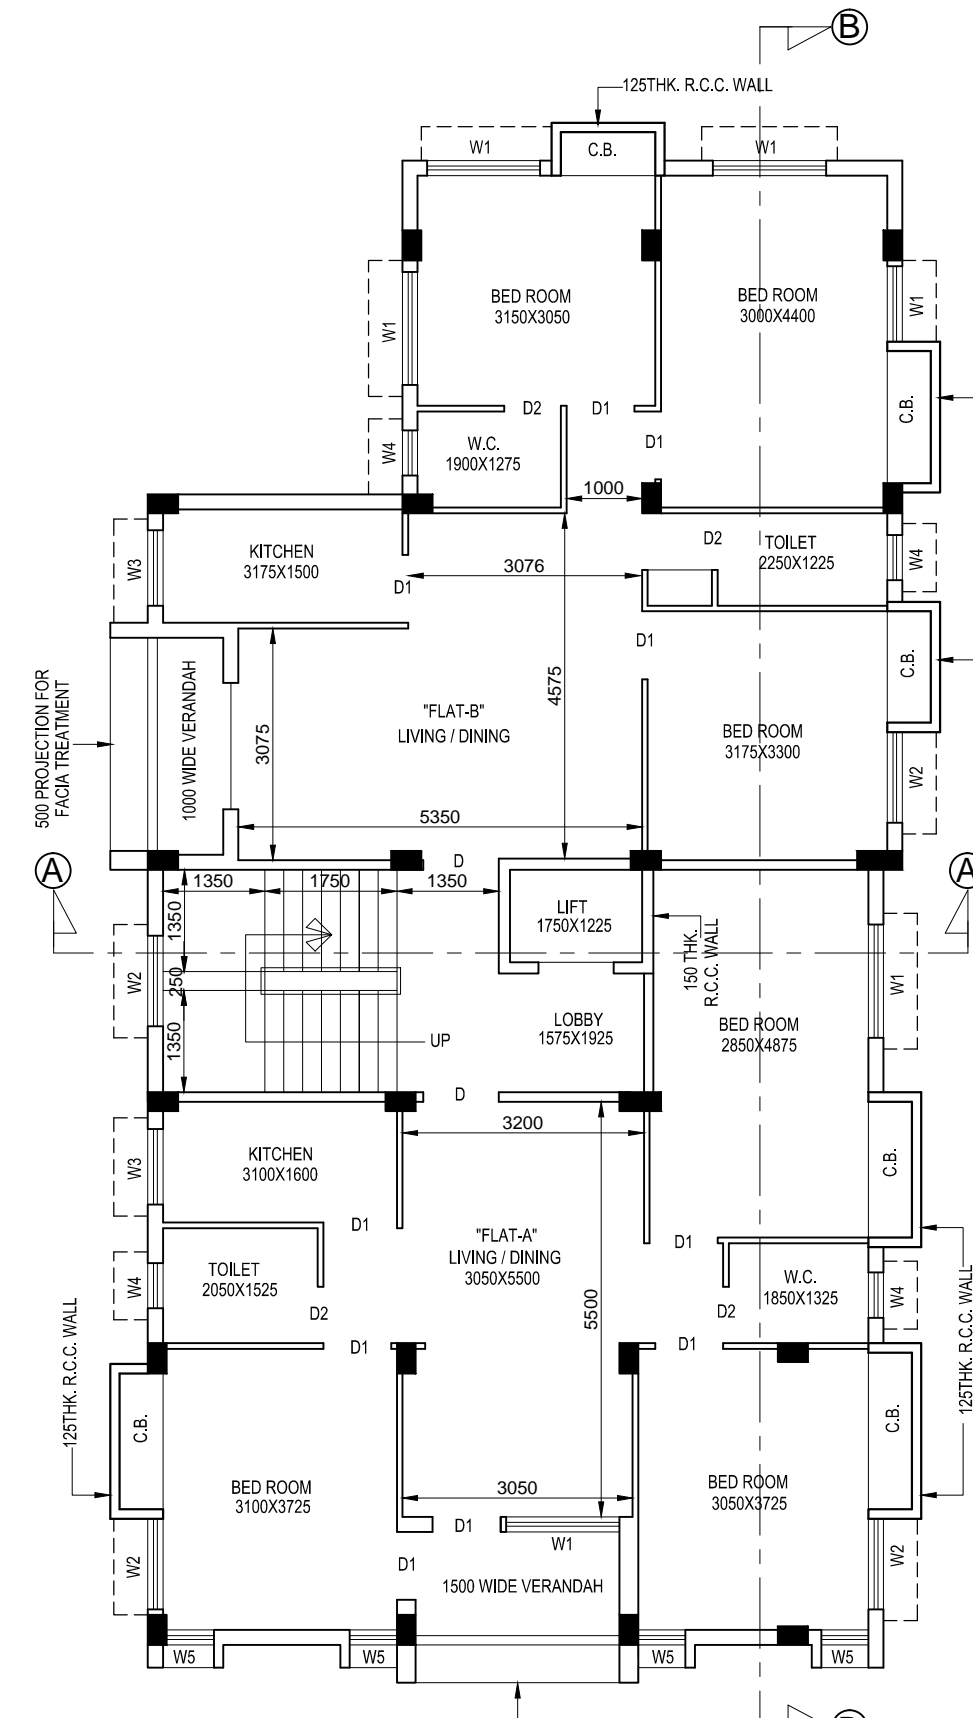 B
125THK. R.C.C. WALL
W1
C.B.
W1
BED ROOM
3150X3050
BED ROOM
3000X4400
W1
W1
C.B.
D2
D1
D1
W4
W.C.
1900X1275
1000
KITCHEN
3175X1500
W3
D1
3076
D2
TOILET
2250X1225
W4
D1
C.B.
500 PROJECTION FOR
FACIA TREATMENT
1000 WIDE VERANDAH
3075
4575
"FLAT-B"
LIVING / DINING
BED ROOM
3175X3300
W2
5350
A
D
A
1350
1750
1350
1350
LIFT
1750X1225
150 THK.
R.C.C. WALL
W2
250
W1
1350
UP
LOBBY
1575X1925
BED ROOM
2850X4875
D
3200
KITCHEN
3100X1600
W3
C.B.
D1
"FLAT-A"
LIVING / DINING
3050X5500
D1
TOILET
2050X1525
W4
W.C.
1850X1325
W4
D2
5500
D2
D1
D1
125THK. R.C.C. WALL
125THK. R.C.C. WALL
C.B.
C.B.
BED ROOM
3100X3725
3050
BED ROOM
3050X3725
D1
W1
W2
D1
W2
1500 WIDE VERANDAH
W5
W5
W5
W5
B